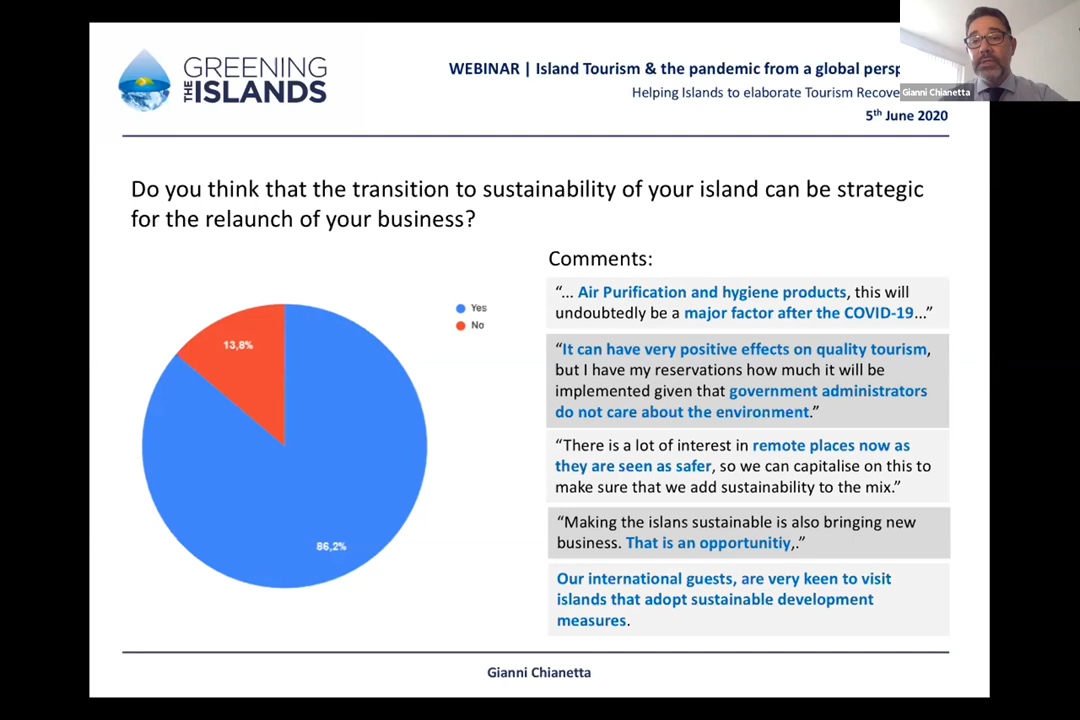 GREENING
THE ISLANDS
WEBINAR | Island Tourism & the pandemic from a global persp
Helping Islands to elaborate Tourism Recove
5th June 2020
Gianni Chianetta
Do you think that the transition to sustainability of your island can be strategic
for the relaunch of your business?
Comments:
Yes
No
13,8%
86,2%
“... Air Purification and hygiene products, this will
undoubtedly be a major factor after the COVID-19...”
“It can have very positive effects on quality tourism,
but I have my reservations how much it will be
implemented given that government administrators
do not care about the environment.”
“There is a lot of interest in remote places now as
they are seen as safer, so we can capitalise on this to
make sure that we add sustainability to the mix.”
“Making the islans sustainable is also bringing new
business. That is an opportunitiy,.”
Our international guests, are very keen to visit
islands that adopt sustainable development
measures.
Gianni Chianetta